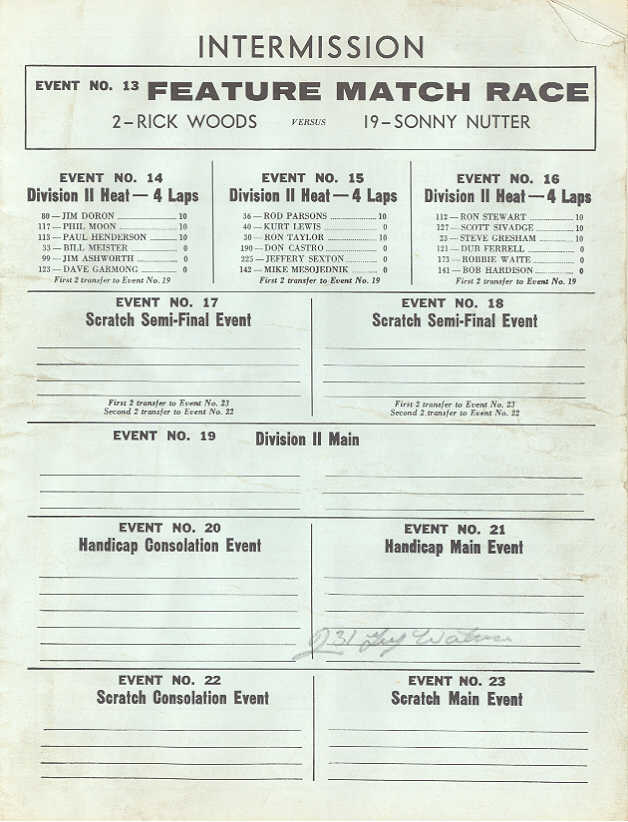 INTERMISSION
EVENT NO. 13 FEATURE MATCH RACE
2–RICK WOODS VERSUS 19–SONNY NUTTER
EVENT NO. 14
Division II Heat — 4 Laps
80 — JIM DORON 10
117 — PHIL MOON 10
113 — PAUL HENDERSON 10
33 — BILL MEISTER 0
99 — JIM ASHWORTH 0
123 — DAVE GARMONG 0
First 2 transfer to Event No. 19
EVENT NO. 15
Division II Heat — 4 Laps
36 — ROD PARSONS 10
40 — KURT LEWIS 0
30 — RON TAYLOR 10
190 — DON CASTRO 0
225 — JEFFERY SEXTON 0
142 — MIKE MESOJEDNIK 0
First 2 transfer to Event No. 19
EVENT NO. 16
Division II Heat — 4 Laps
112 — RON STEWART 10
127 — SCOTT SIVADGE 10
23 — STEVE GRESHAM 10
121 — DUB FERRELL 0
173 — ROBBIE WAITE 0
141 — BOB HARDISON 0
First 2 transfer to Event No. 19
EVENT NO. 17
Scratch Semi-Final Event
First 2 transfer to Event No. 23
Second 2 transfer to Event No. 22
EVENT NO. 18
Scratch Semi-Final Event
First 2 transfer to Event No. 23
Second 2 transfer to Event No. 22
EVENT NO. 19 Division II Main
EVENT NO. 20
Handicap Consolation Event
EVENT NO. 21
Handicap Main Event
31
EVENT NO. 22
Scratch Consolation Event
EVENT NO. 23
Scratch Main Event